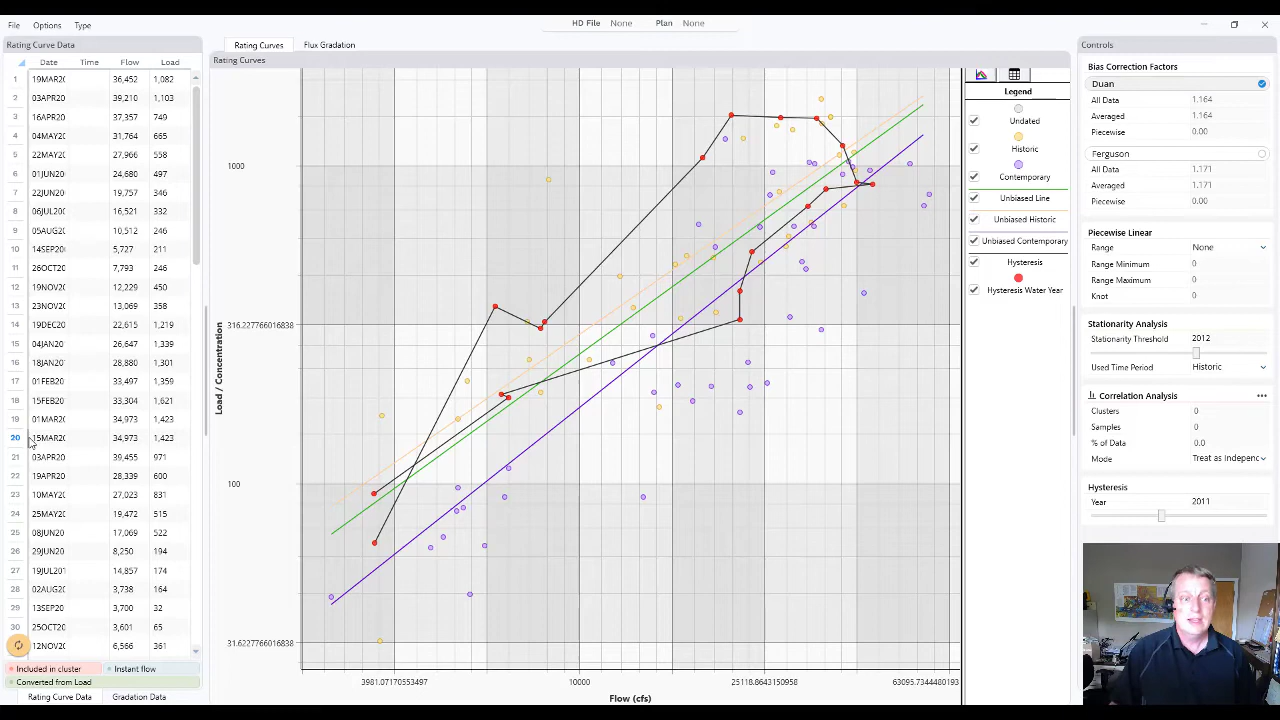 File Options Type
HD File None Plan None
Rating Curve Data
Date Time Flow Load
1 19MAR20 36,452 1,082
2 03APR20 39,210 1,103
3 16APR20 37,357 749
4 04MAY20 31,764 665
5 22MAY20 27,966 558
6 01JUN20 24,680 497
7 22JUN20 19,757 346
8 06JUL20 16,521 332
9 05AUG20 10,512 246
10 14SEP20 5,727 211
11 26OCT20 7,793 246
12 19NOV20 12,229 450
13 23NOV20 13,069 358
14 19DEC20 22,615 1,219
15 04JAN20 26,647 1,339
16 18JAN20 28,880 1,301
17 01FEB20 33,497 1,359
18 15FEB20 33,304 1,621
19 01MAR20 34,973 1,423
20 15MAR20 34,973 1,423
21 03APR20 39,455 971
22 19APR20 28,339 600
23 10MAY20 27,023 831
24 25MAY20 19,472 515
25 08JUN20 17,069 522
26 29JUN20 8,250 194
27 19JUL201 14,857 174
28 02AUG20 3,738 164
29 13SEP20 3,700 32
30 25OCT20 3,601 65
12NOV20 6,566 361
Included in cluster Instant flow
Converted from Load
Rating Curve Data Gradation Data
Rating Curves Flux Gradation
Rating Curves
Load / Concentration
1000
316.227766016838
100
31.6227766016838
3981.07170553497 10000 25118.8643150958 63095.7344480193
Flow (cfs)
Legend
Undated
Historic
Contemporary
Unbiased Line
Unbiased Historic
Unbiased Contemporary
Hysteresis
Hysteresis Water Year
Controls
Bias Correction Factors
Duan
All Data 1.164
Averaged 1.164
Piecewise 0.00
Ferguson
All Data 1.171
Averaged 1.171
Piecewise 0.00
Piecewise Linear
Range None
Range Minimum 0
Range Maximum 0
Knot 0
Stationarity Analysis
Stationarity Threshold 2012
Used Time Period Historic
Correlation Analysis
Clusters 0
Samples 0
% of Data 0.0
Mode Treat as Independ
Hysteresis
Year 2011